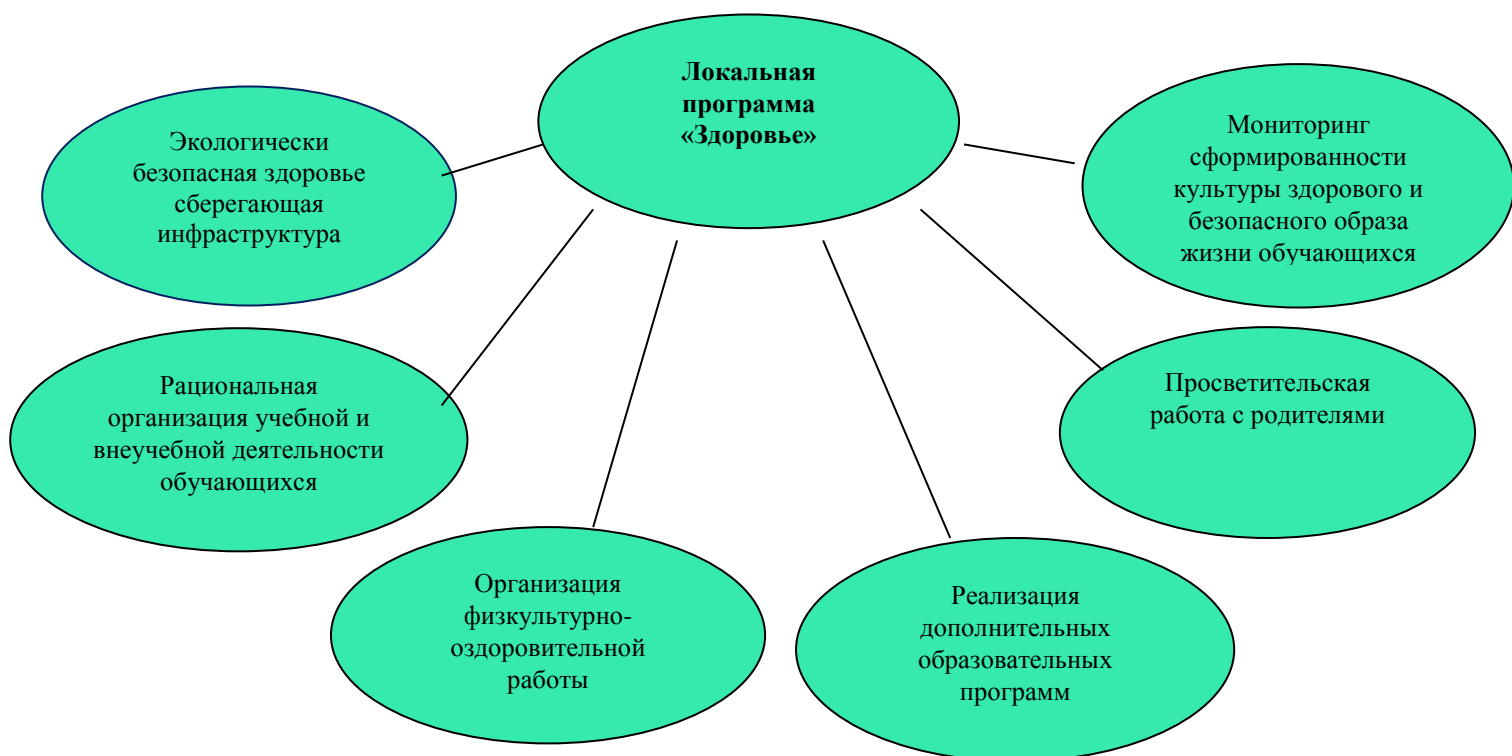 Локальная
программа
«Здоровье»
Экологически
безопасная здоровье
сберегающая
инфраструктура
Мониторинг
сформированности
культуры здорового и
безопасного образа
жизни обучающихся
Рациональная
организация учебной и
внеучебной деятельности
обучающихся
Просветительская
работа с родителями
Организация
физкультурно-
оздоровительной
работы
Реализация
дополнительных
образовательных
программ